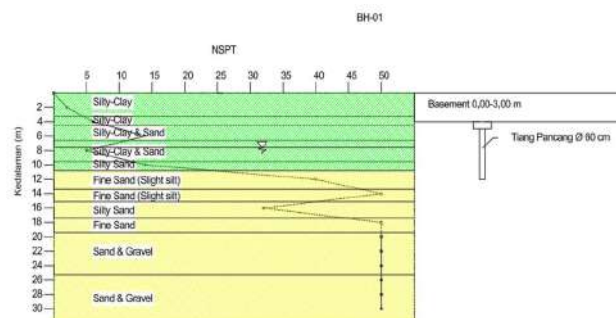 BH-01
NSPT
5 10 15 20 25 30 35 40 45 50
Kedalaman (m)
2
4
6
8
10
12
14
16
18
20
22
24
26
28
30
Silty-Clay
Silty-Clay
Silty-Clay & Sand
Silty-Clay & Sand
Silty Sand
Fine Sand (Slight silt)
Fine Sand (Slight silt)
Silty Sand
Fine Sand
Sand & Gravel
Sand & Gravel
Basement 0,00-3,00 m
Tiang Pancang Ø 60 cm